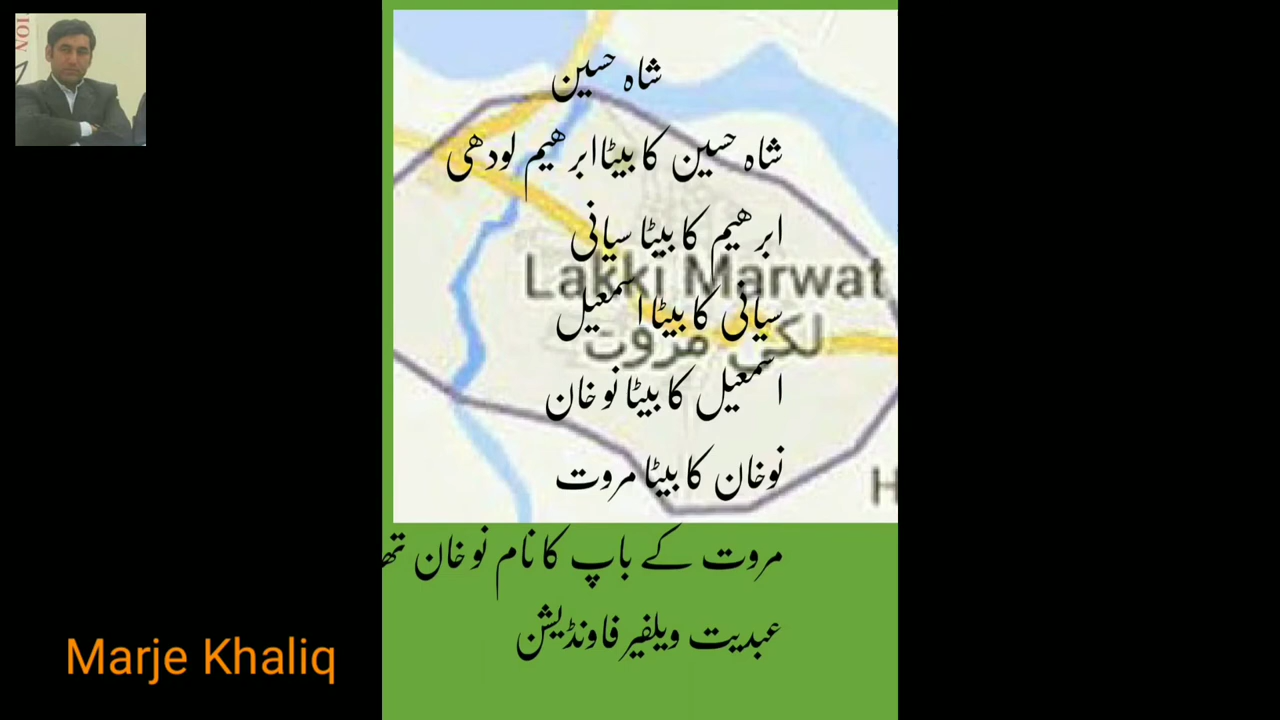 شاہ حسین
شاہ حسین کا بیٹا ابرھیم لودھی
ابرھیم کا بیٹا سیانی
Lakki Marwat
سیانی کا بیٹا اسمعیل
لکی مروت
اسمعیل کا بیٹا نوخان
نوخان کا بیٹا مروت
H
مروت کے باپ کا نام نوخان تھ
عبدیت ویلفیر فاونڈیشن
Marje Khaliq
ION